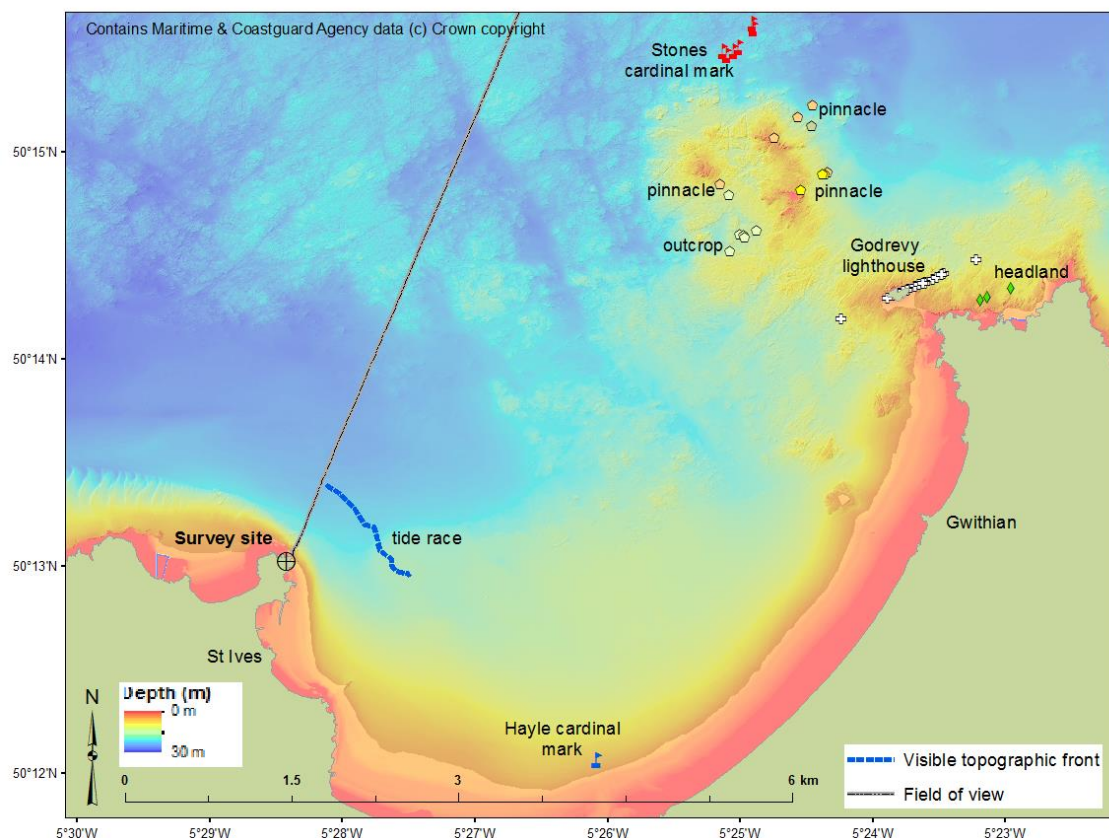 Contains Maritime & Coastguard Agency data (c) Crown copyright
Stones
cardinal mark
pinnacle
50°15'N
pinnacle
pinnacle
outcrop
Godrevy
lighthouse
headland
50°14'N
tide race
Gwithian
Survey site
50°13'N
St Ives
Depth (m)
0 m
30 m
N
Hayle cardinal
mark
50°12'N
0
1.5
3
6 km
Visible topographic front
Field of view
5°30'W
5°29'W
5°28'W
5°27'W
5°26'W
5°25'W
5°24'W
5°23'W